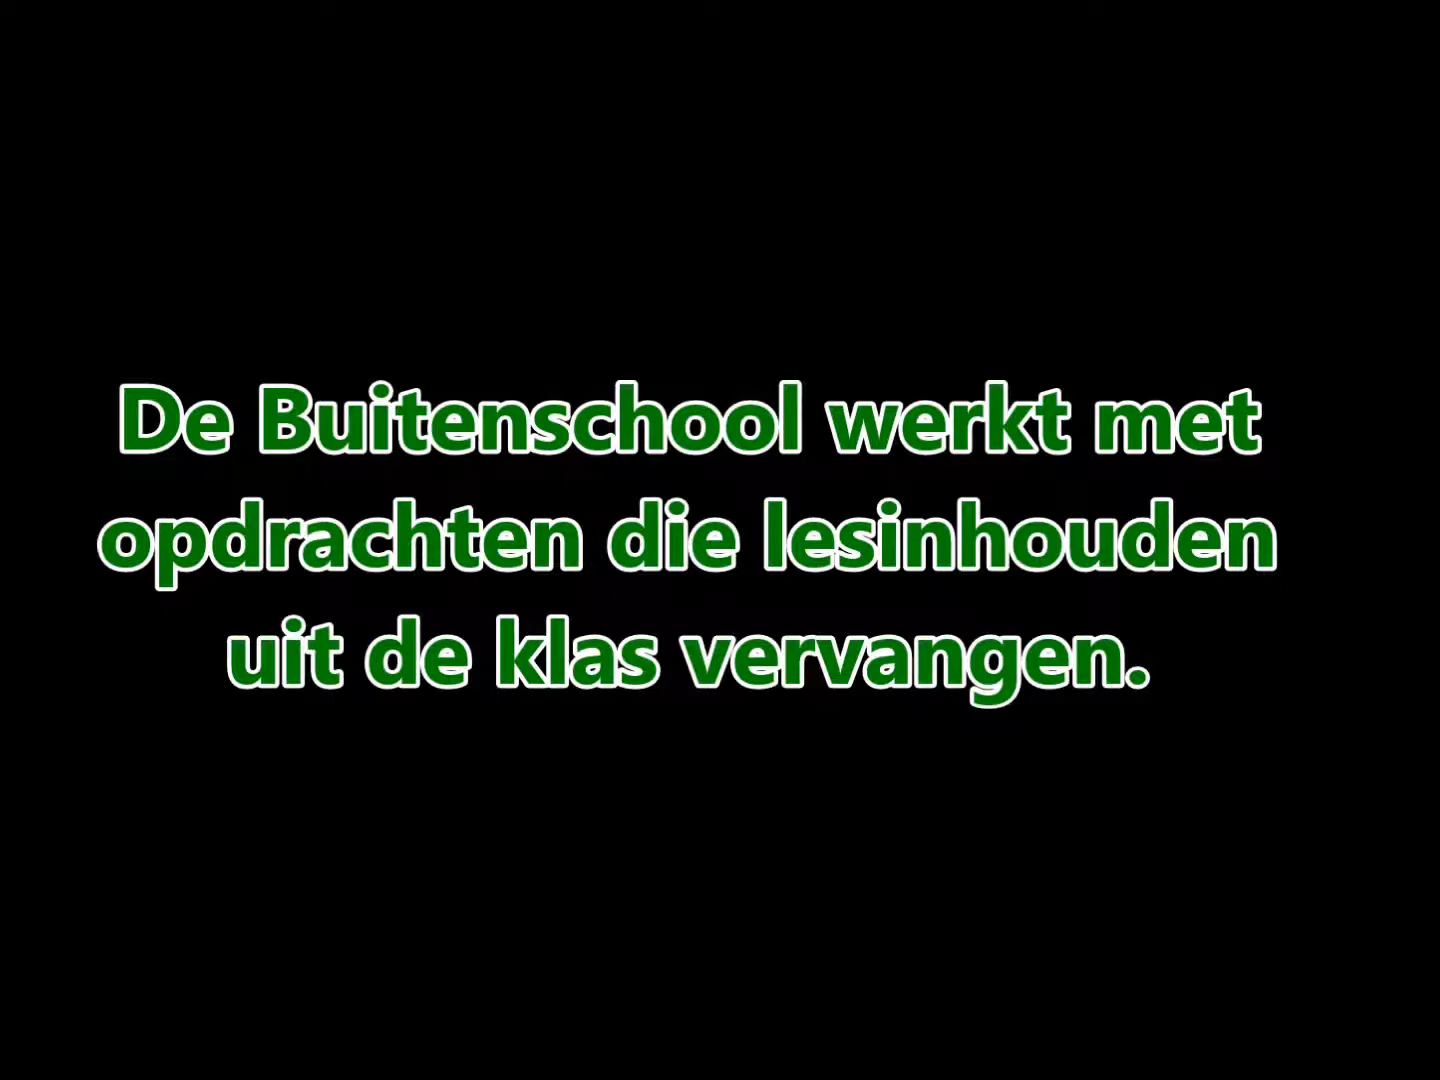 De Buitenschool werkt met
opdrachten die lesinhouden
uit de klas vervangen.